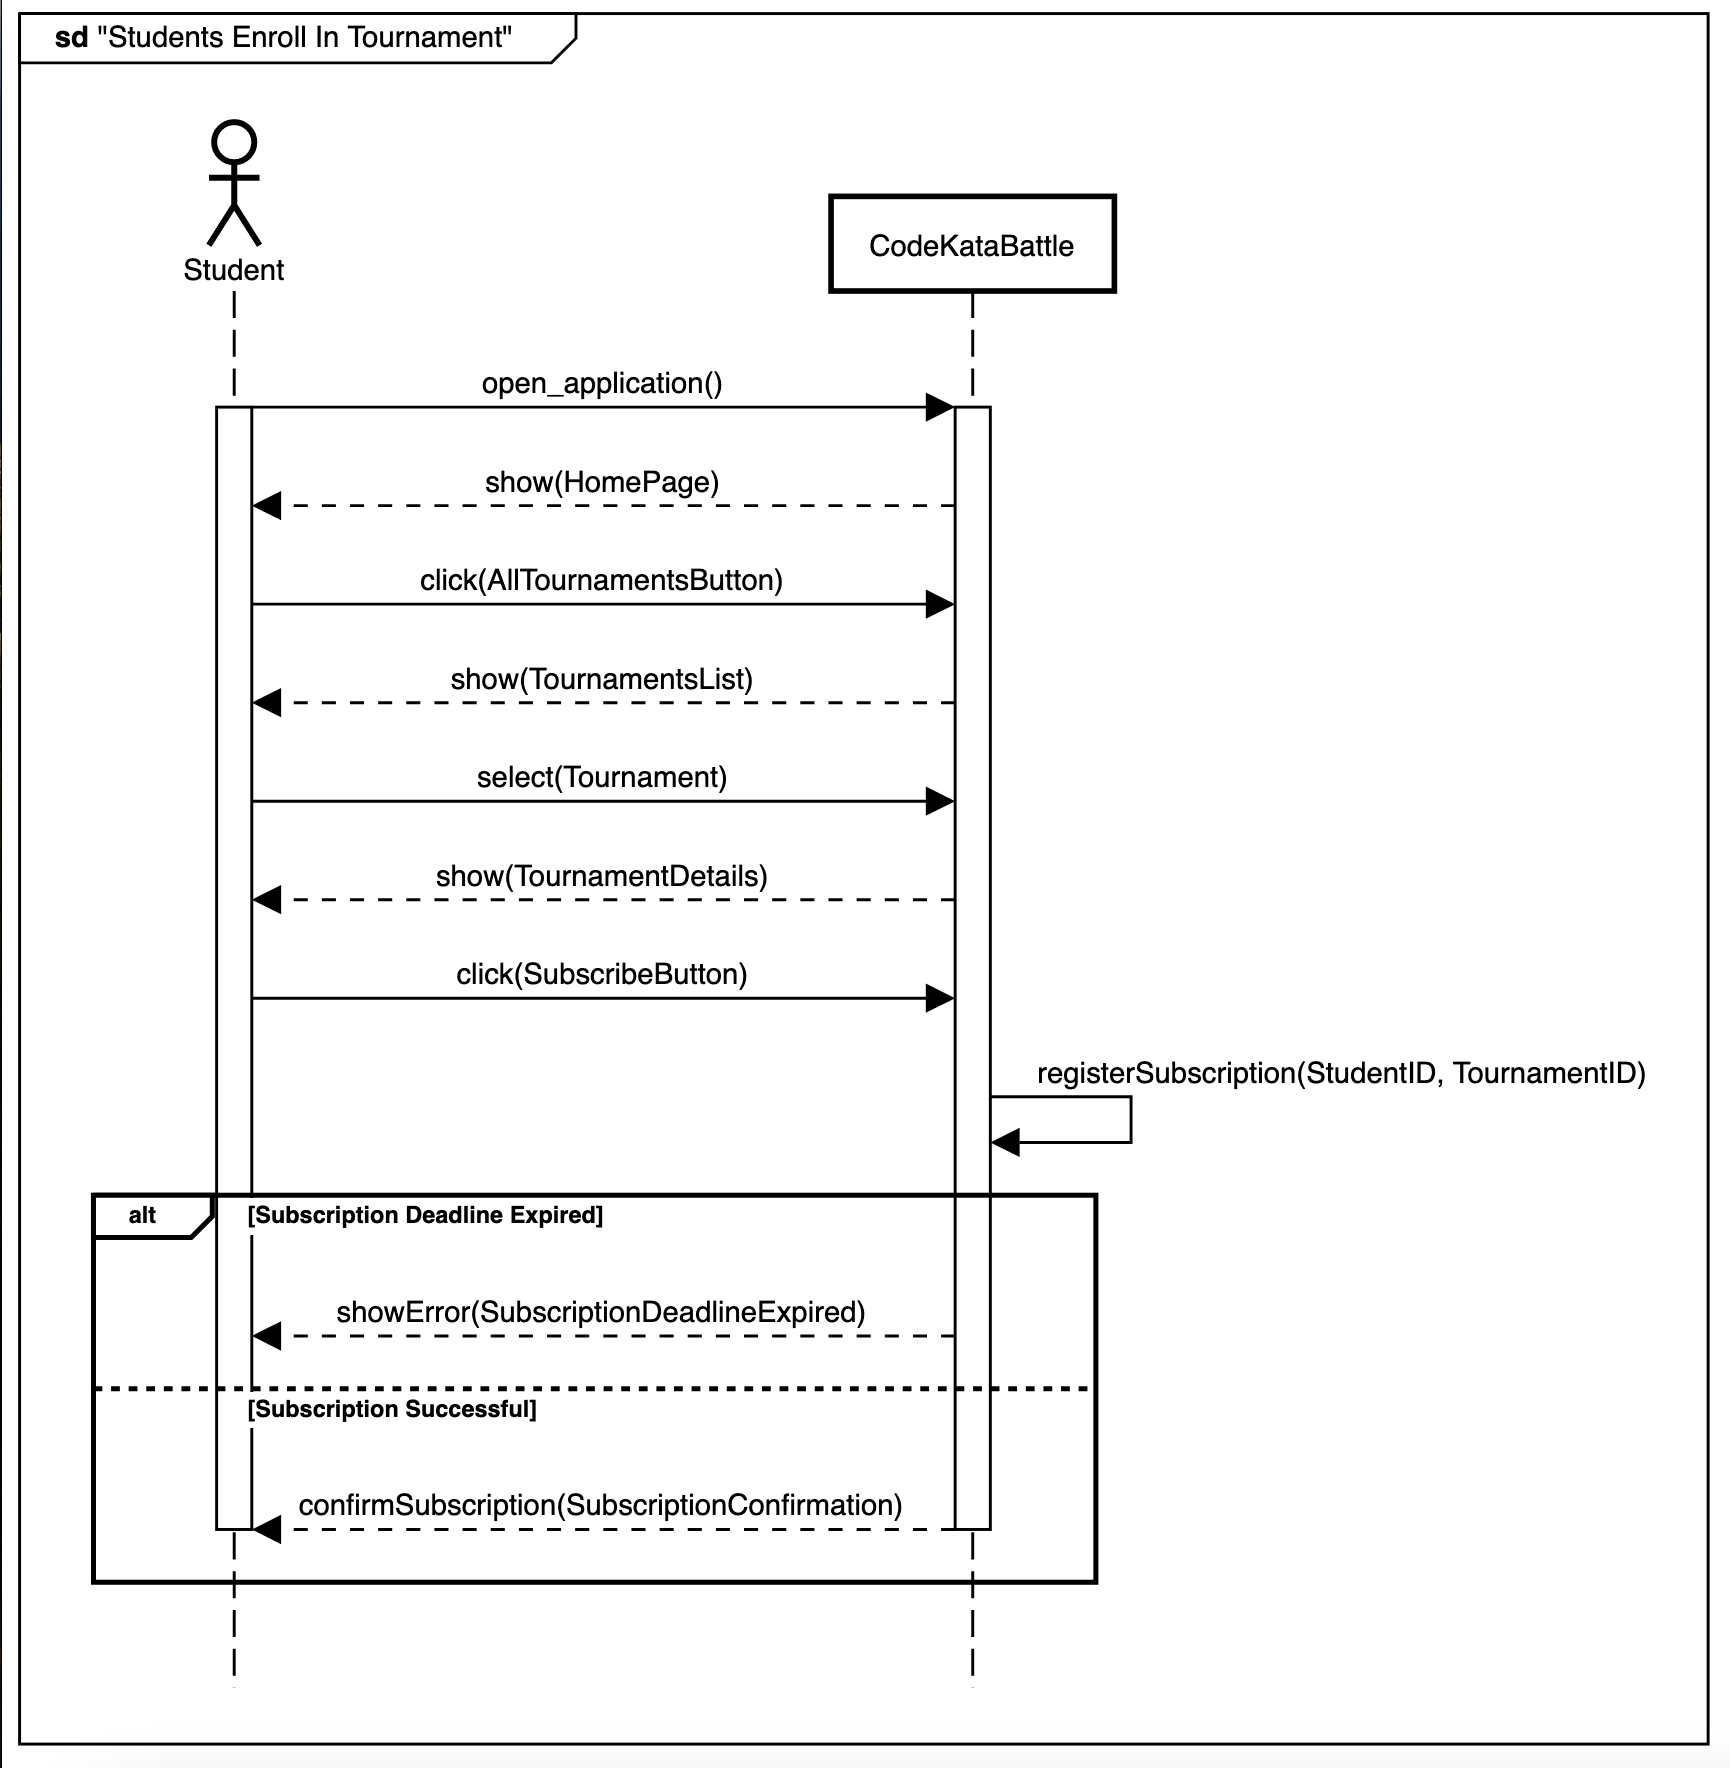 sd "Students Enroll In Tournament"
Student
CodeKataBattle
open_application()
show(HomePage)
click(AllTournamentsButton)
show(TournamentsList)
select(Tournament)
show(TournamentDetails)
click(SubscribeButton)
registerSubscription(StudentID, TournamentID)
alt [Subscription Deadline Expired]
showError(SubscriptionDeadlineExpired)
[Subscription Successful]
confirmSubscription(SubscriptionConfirmation)